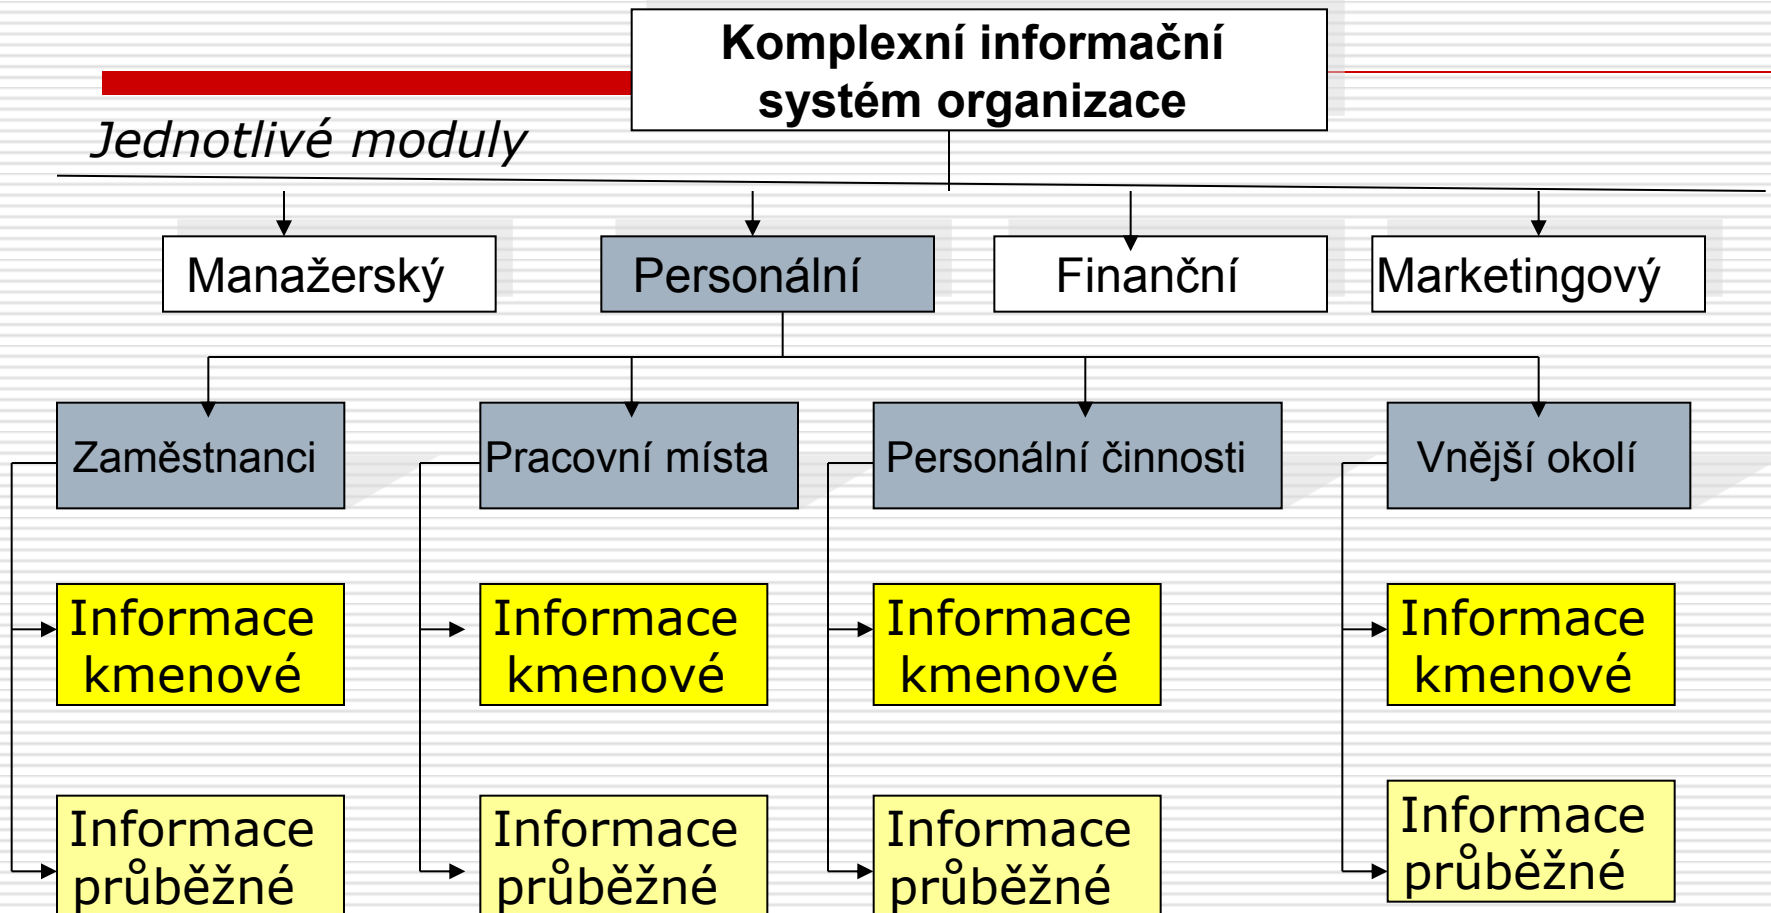 Komplexní informační
systém organizace
Jednotlivé moduly
Manažerský
Personální
Finanční
Marketingový
Zaměstnanci
Pracovní místa
Personální činnosti
Vnější okolí
Informace
kmenové
Informace
kmenové
Informace
kmenové
Informace
kmenové
Informace
průběžné
Informace
průběžné
Informace
průběžné
Informace
průběžné